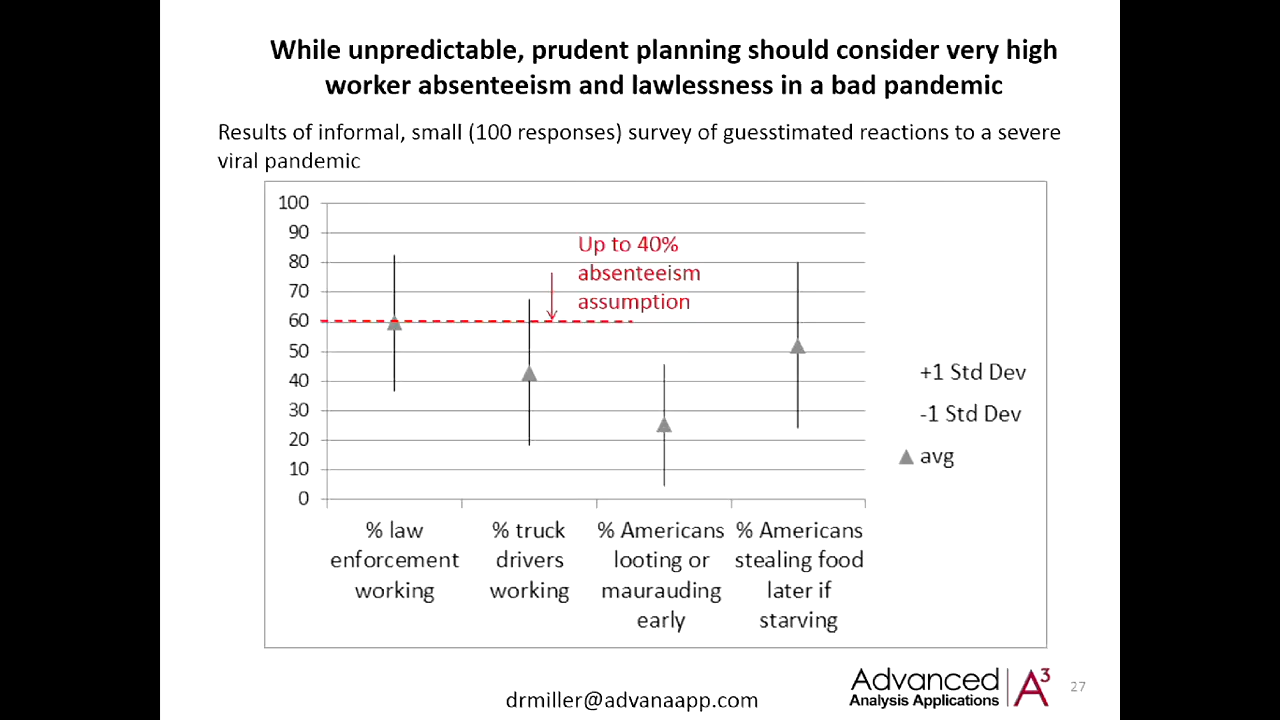 While unpredictable, prudent planning should consider very high
worker absenteeism and lawlessness in a bad pandemic
Results of informal, small (100 responses) survey of guesstimated reactions to a severe
viral pandemic
100
90
80
70
60
50
40
30
20
10
0
Up to 40%
absenteeism
assumption
+1 Std Dev
-1 Std Dev
avg
% law
enforcement
working
% truck
drivers
working
% Americans
looting or
maurauding
early
% Americans
stealing food
later if
starving
drmiller@advanaapp.com
Advanced
Analysis Applications
A3
27